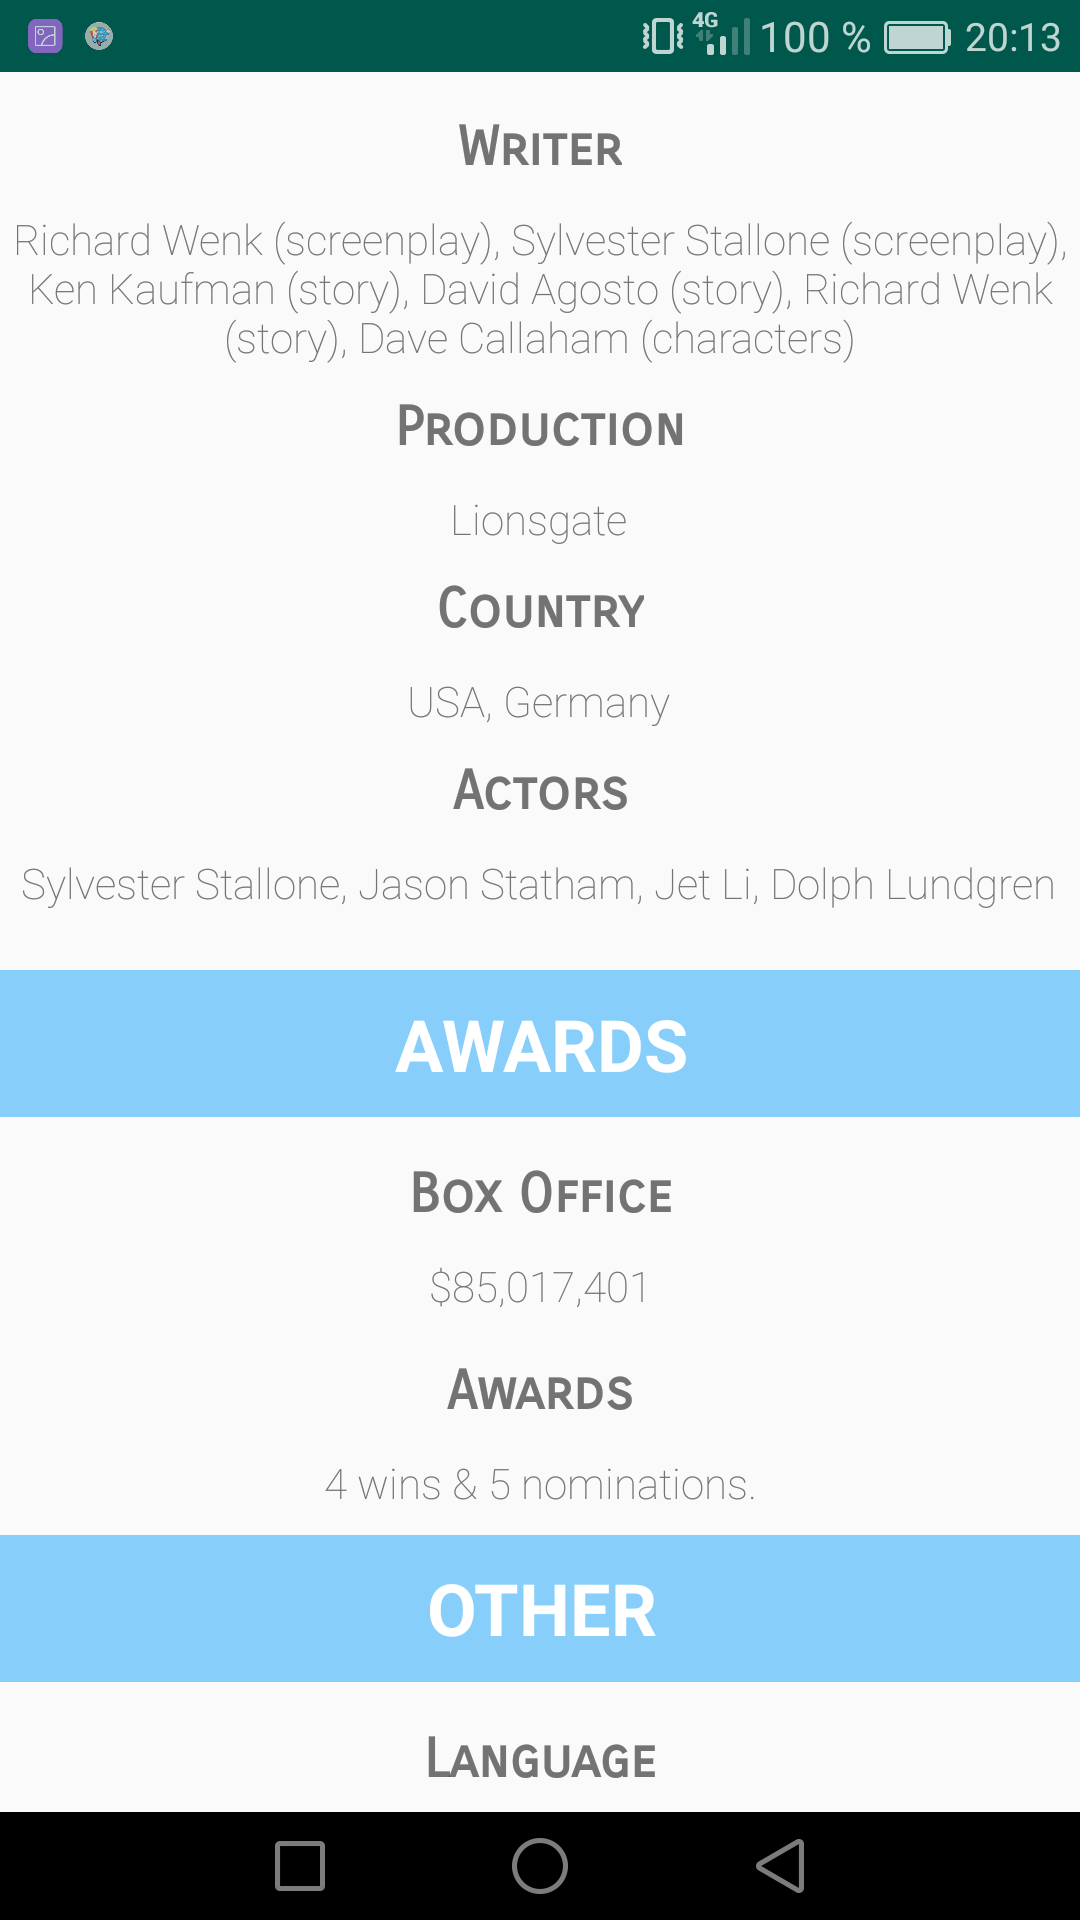 4G 100 % 20:13
Writer
Richard Wenk (screenplay), Sylvester Stallone (screenplay),
Ken Kaufman (story), David Agosto (story), Richard Wenk
(story), Dave Callaham (characters)
Production
Lionsgate
Country
USA, Germany
Actors
Sylvester Stallone, Jason Statham, Jet Li, Dolph Lundgren
AWARDS
Box Office
$85,017,401
Awards
4 wins & 5 nominations.
OTHER
Language